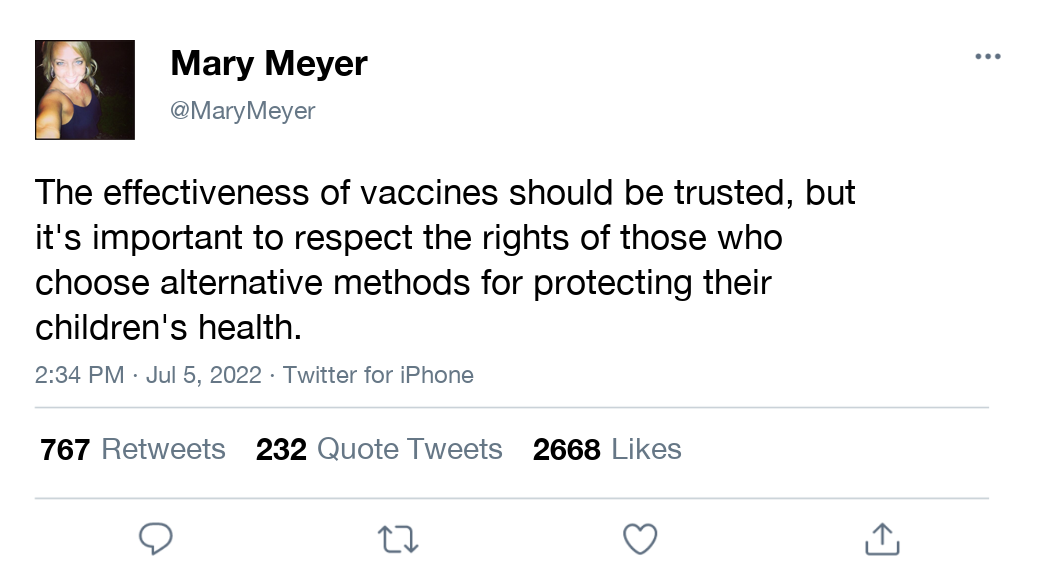 Mary Meyer
@MaryMeyer
The effectiveness of vaccines should be trusted, but
it's important to respect the rights of those who
choose alternative methods for protecting their
children's health.
2:34 PM · Jul 5, 2022 · Twitter for iPhone
767 Retweets 232 Quote Tweets 2668 Likes